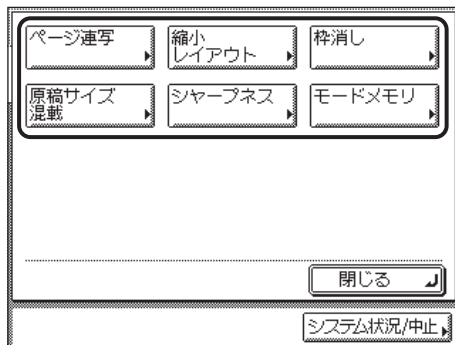 ページ連写
縮小
レイアウト
枠消し
原稿サイズ
混載
シャープネス
モードメモリ
閉じる
システム状況/中止